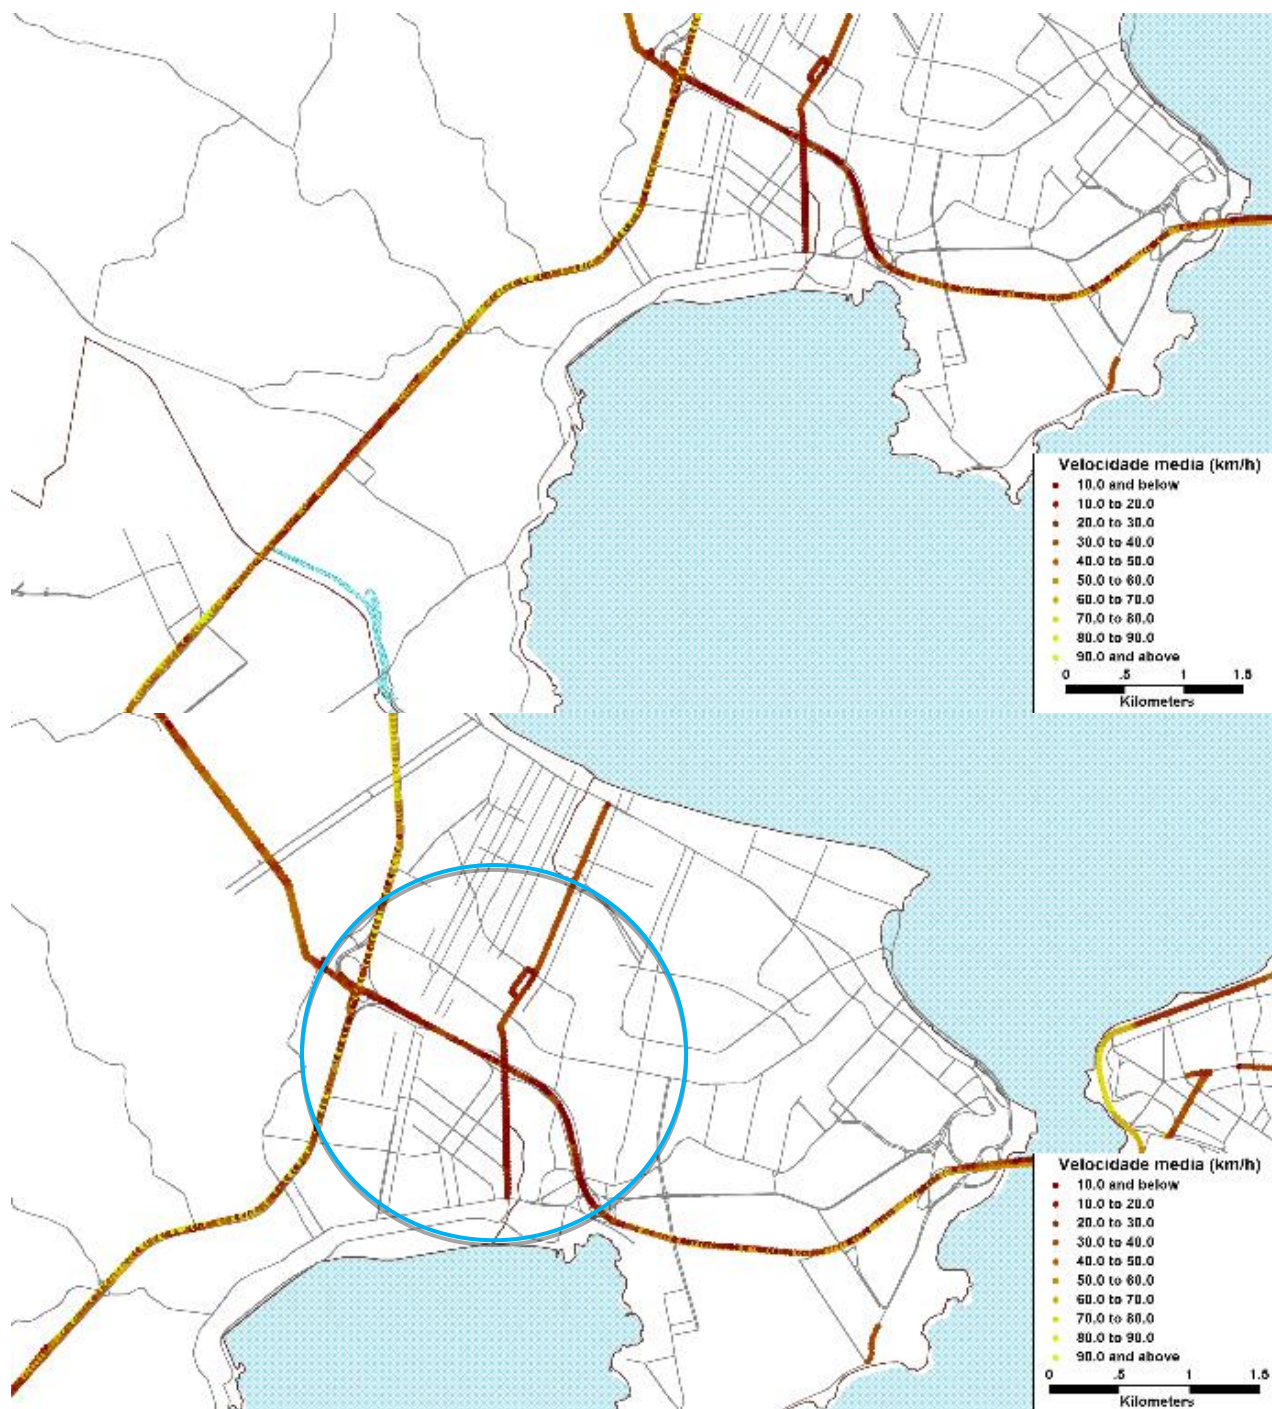 Velocidade media (km/h)
10.0 and below
10.0 to 20.0
20.0 to 30.0
30.0 to 40.0
40.0 to 50.0
50.0 to 60.0
60.0 to 70.0
70.0 to 80.0
80.0 to 90.0
90.0 and above
0 .5 1 1.5
Kilometers
Velocidade media (km/h)
10.0 and below
10.0 to 20.0
20.0 to 30.0
30.0 to 40.0
40.0 to 50.0
50.0 to 60.0
60.0 to 70.0
70.0 to 80.0
80.0 to 90.0
90.0 and above
0 .5 1 1.5
Kilometers